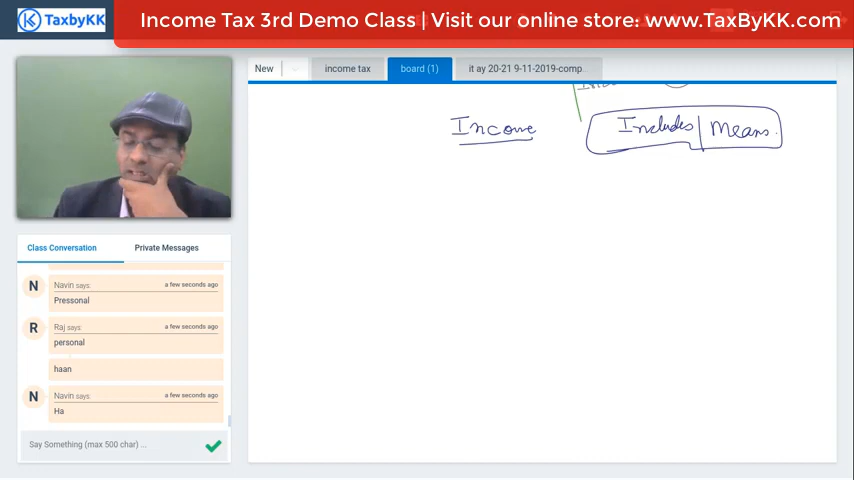 Income Tax 3rd Demo Class | Visit our online store: www.TaxByKK.com
TaxbyKK
New
income tax
board (1)
it ay 20-21 9-11-2019-comp...
Income
Includes | Means.
Class Conversation
Private Messages
N
Navin says:
a few seconds ago
Pressonal
R
Raj says:
a few seconds ago
personal
haan
N
Navin says:
a few seconds ago
Ha
Say Something (max 500 char) ...